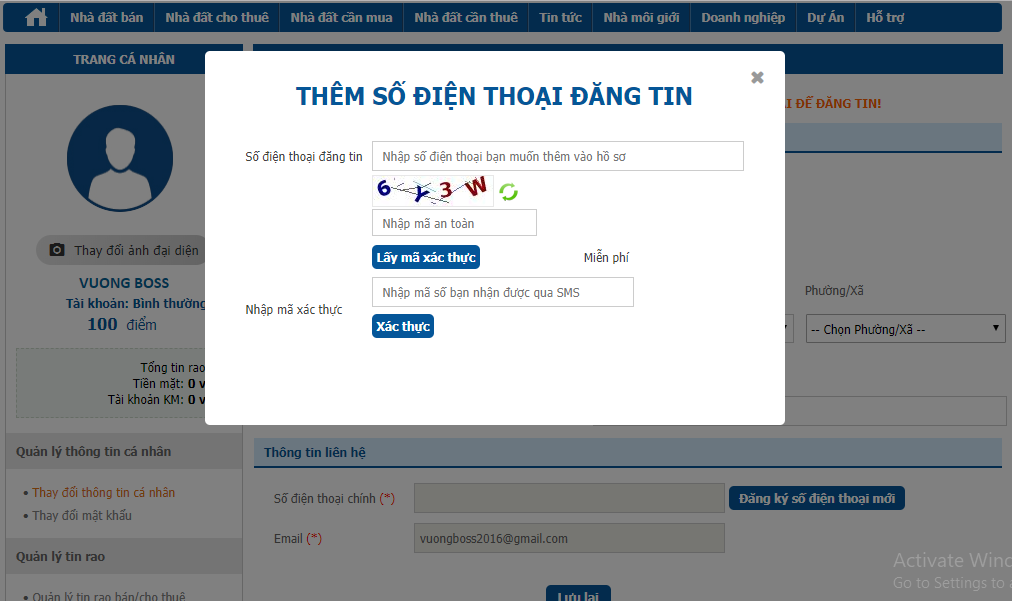 Nhà đất bán Nhà đất cho thuê Nhà đất cần mua Nhà đất cần thuê Tin tức Nhà môi giới Doanh nghiệp Dự Án Hỗ trợ
TRANG CÁ NHÂN
THÊM SỐ ĐIỆN THOẠI ĐĂNG TIN
ĐỂ ĐĂNG TIN!
Số điện thoại đăng tin
Nhập số điện thoại bạn muốn thêm vào hồ sơ
6 Y 3 W
Nhập mã an toàn
Lấy mã xác thực
Miễn phí
Nhập mã số bạn nhận được qua SMS
Nhập mã xác thực
Xác thực
Thay đổi ảnh đại diện
VUONG BOSS
Tài khoản: Bình thường
100 điểm
Tổng tin rao
Tiền mặt: 0 v
Tài khoản KM: 0 v
Phường/Xã
-- Chọn Phường/Xã --
Quản lý thông tin cá nhân
• Thay đổi thông tin cá nhân
• Thay đổi mật khẩu
Quản lý tin rao
• Quản lý tin rao bán/cho thuê
Thông tin liên hệ
Số điện thoại chính (*)
Đăng ký số điện thoại mới
Email (*)
vuongboss2016@gmail.com
Lưu lại
Activate Wind
Go to Settings to a